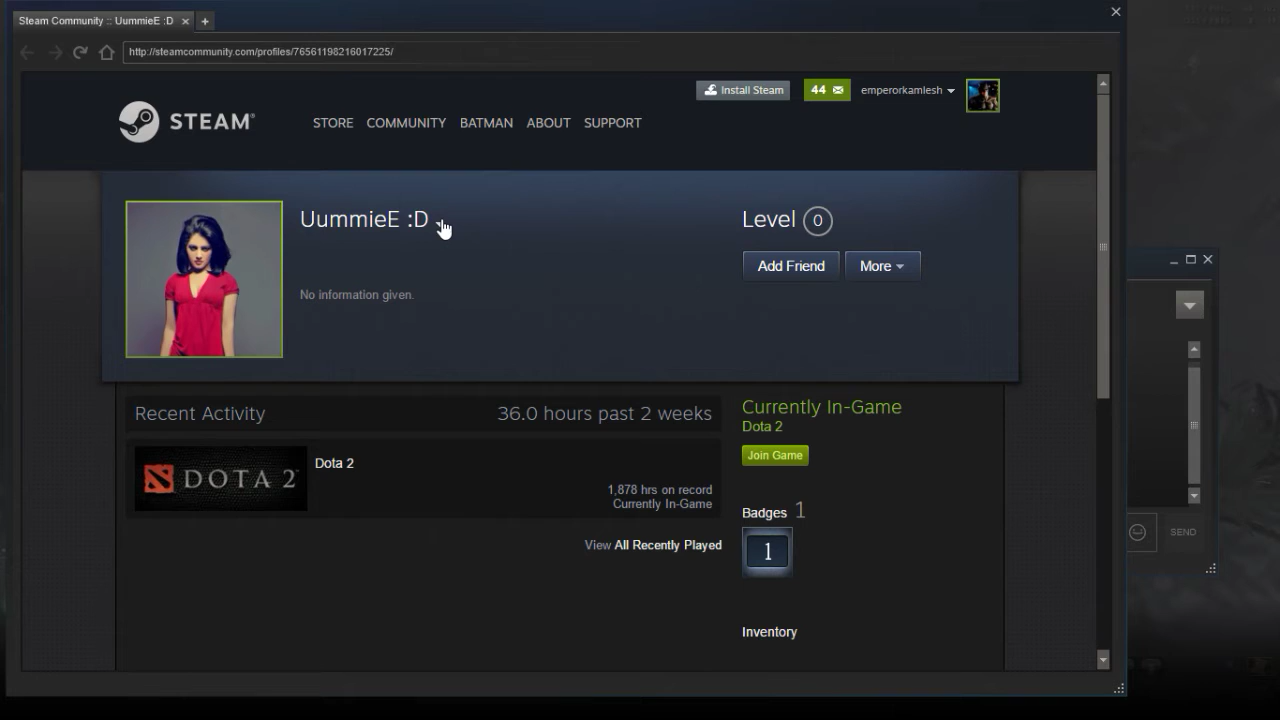 Steam Community :: UummieE :D
http://steamcommunity.com/profiles/76561198216017225/
Install Steam
44
emperorkamlesh
STEAM®
STORE COMMUNITY BATMAN ABOUT SUPPORT
UummieE :D
Level 0
Add Friend
More
No information given.
Recent Activity
36.0 hours past 2 weeks
Currently In-Game
Dota 2
Join Game
DOTA 2
Dota 2
1,878 hrs on record
Currently In-Game
View All Recently Played
Badges 1
1
Inventory
SEND